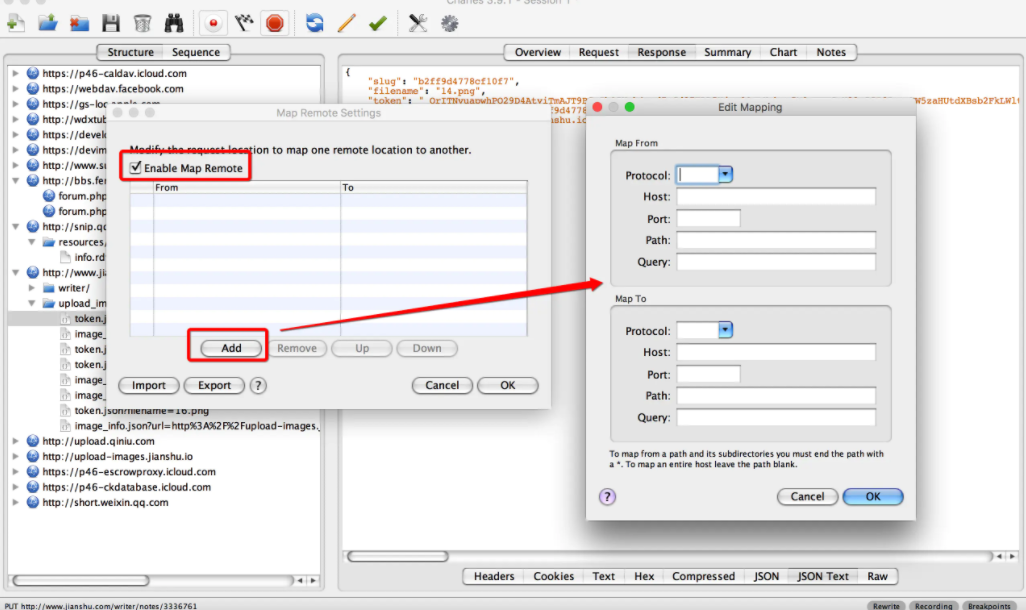 Charles 3.9.1 - Session 1
Structure
Sequence
Overview
Request
Response
Summary
Chart
Notes
https://p46-caldav.icloud.com
https://webdav.facebook.com
https://gs-loc.apple.com
http://wdxtub
https://devel
https://devim
http://www.su
http://bbs.fer
forum.php
forum.php
http://snip.qd
resources/
info.rd
http://www.ji
writer/
upload_im
token.j
image_
token.j
token.j
image_
image_
token.json?filename=16.png
image_info.json?url=http%3A%2F%2Fupload-images.
http://upload.qiniu.com
http://upload-images.jianshu.io
https://p46-escrowproxy.icloud.com
https://p46-ckdatabase.icloud.com
http://short.weixin.qq.com
{
"slug": "b2ff9d4778cf10f7",
"filename": "14.png",
Map Remote Settings
Modify the request location to map one remote location to another.
Enable Map Remote
From
To
Add
Remove
Up
Down
Import
Export
?
Cancel
OK
Edit Mapping
Map From
Protocol:
Host:
Port:
Path:
Query:
Map To
Protocol:
Host:
Port:
Path:
Query:
To map from a path and its subdirectories you must end the path with
a *. To map an entire host leave the path blank.
?
Cancel
OK
Headers
Cookies
Text
Hex
Compressed
JSON
JSON Text
Raw
PUT http://www.jianshu.com/writer/notes/3336761
Rewrite
Recording
Breakpoints